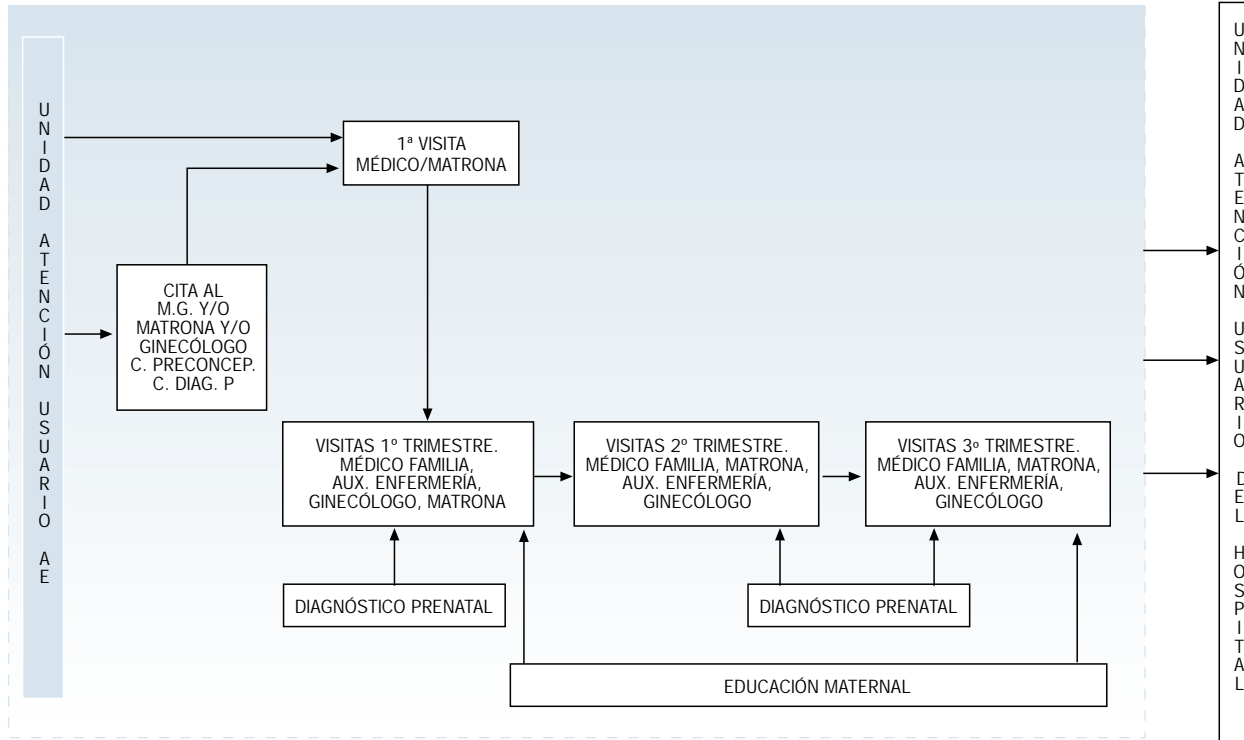 UNIDAD ATENCIÓN USUARIO AE
1ª VISITA
MÉDICO/MATRONA
CITA AL
M.G. Y/O
MATRONA Y/O
GINECÓLOGO
C. PRECONCEP.
C. DIAG. P
VISITAS 1º TRIMESTRE.
MÉDICO FAMILIA,
AUX. ENFERMERÍA,
GINECÓLOGO, MATRONA
VISITAS 2º TRIMESTRE.
MÉDICO FAMILIA, MATRONA,
AUX. ENFERMERÍA,
GINECÓLOGO
VISITAS 3º TRIMESTRE.
MÉDICO FAMILIA, MATRONA,
AUX. ENFERMERÍA,
GINECÓLOGO
DIAGNÓSTICO PRENATAL
DIAGNÓSTICO PRENATAL
EDUCACIÓN MATERNAL
UNIDAD ATENCIÓN USUARIO DEL HOSPITAL